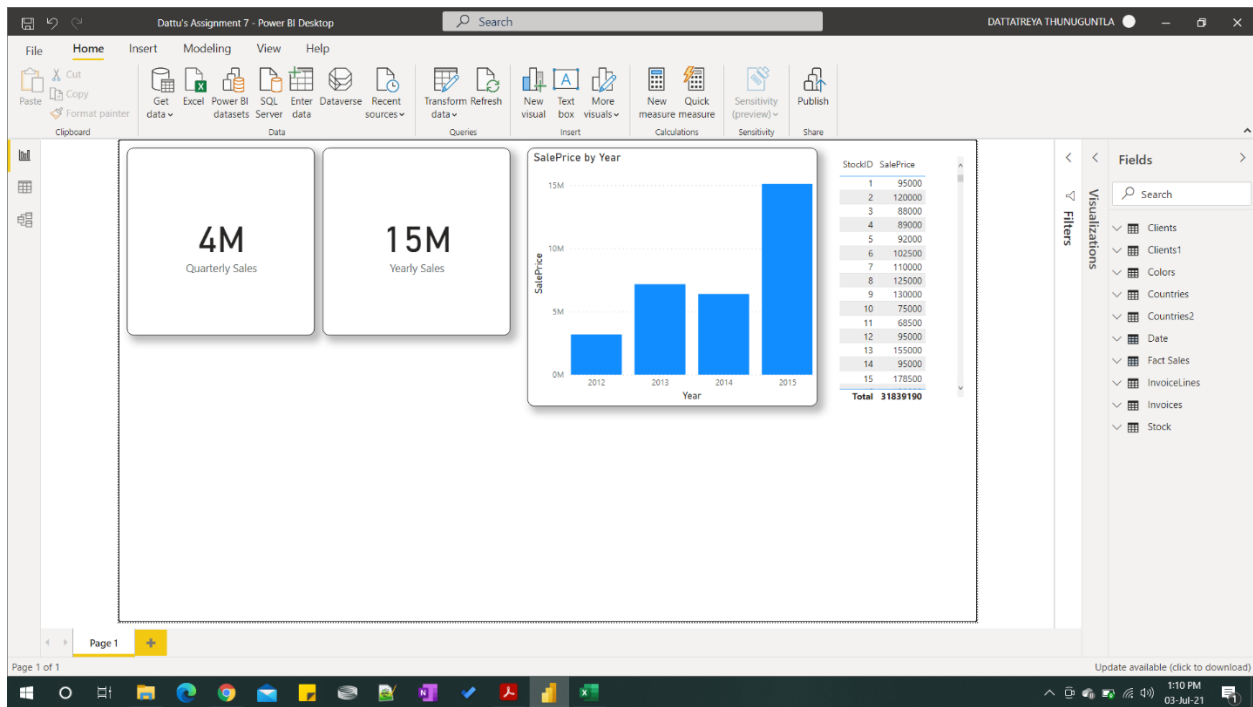 Dattu's Assignment 7 - Power BI Desktop
Search
DATTATREYA THUNUGUNTLA
File Home Insert Modeling View Help
Paste
Cut
Copy
Format painter
Clipboard
Get data
Excel
Power BI datasets
SQL Server
Enter data
Dataverse
Recent sources
Data
Transform data
Refresh
Queries
New visual
Text box
More visuals
Insert
New measure
Quick measure
Calculations
Sensitivity (preview)
Sensitivity
Publish
Share
4M
Quarterly Sales
15M
Yearly Sales
SalePrice by Year
SalePrice
15M
10M
5M
0M
2012 2013 2014 2015
Year
StockID SalePrice
1 95000
2 120000
3 88000
4 89000
5 92000
6 102500
7 110000
8 125000
9 130000
10 75000
11 68500
12 95000
13 155000
14 95000
15 178500
Total 31839190
Filters
Visualizations
Fields
Search
Clients
Clients1
Colors
Countries
Countries2
Date
Fact Sales
InvoiceLines
Invoices
Stock
Page 1
Page 1 of 1
Update available (click to download)
1:10 PM
03-Jul-21